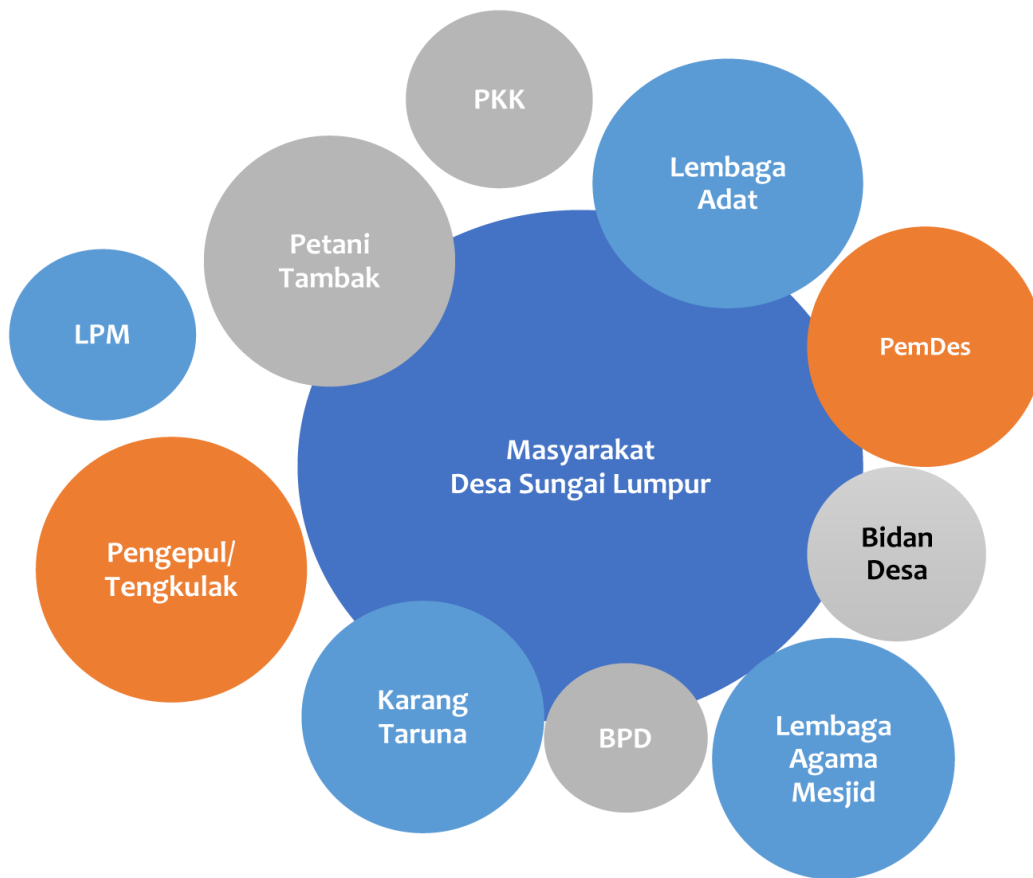 PKK
Lembaga
Adat
Petani
Tambak
LPM
PemDes
Masyarakat
Desa Sungai Lumpur
Bidan
Desa
Pengepul/
Tengkulak
Karang
Taruna
BPD
Lembaga
Agama
Mesjid